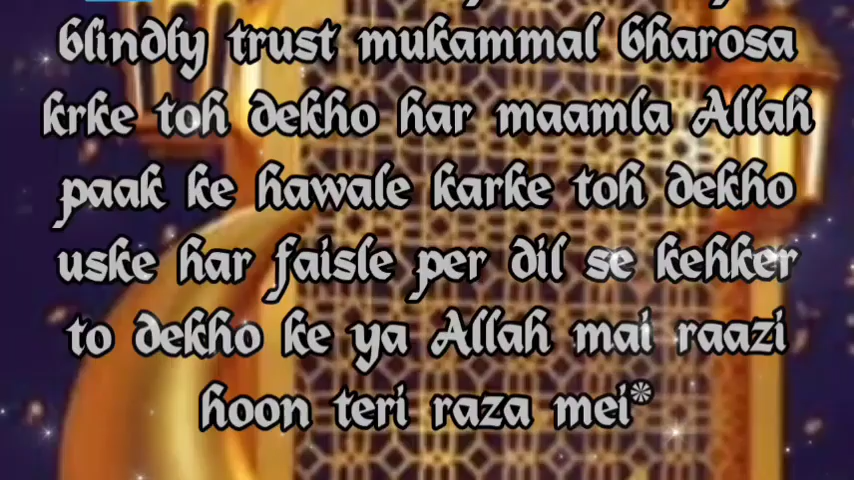 blindly trust mukammal bharosa
krke toh dekho har maamla Allah
paak ke hawale karke toh dekho
uske har faisle per dil se kehker
to dekho ke ya Allah mai raazi
hoon teri raza mei*